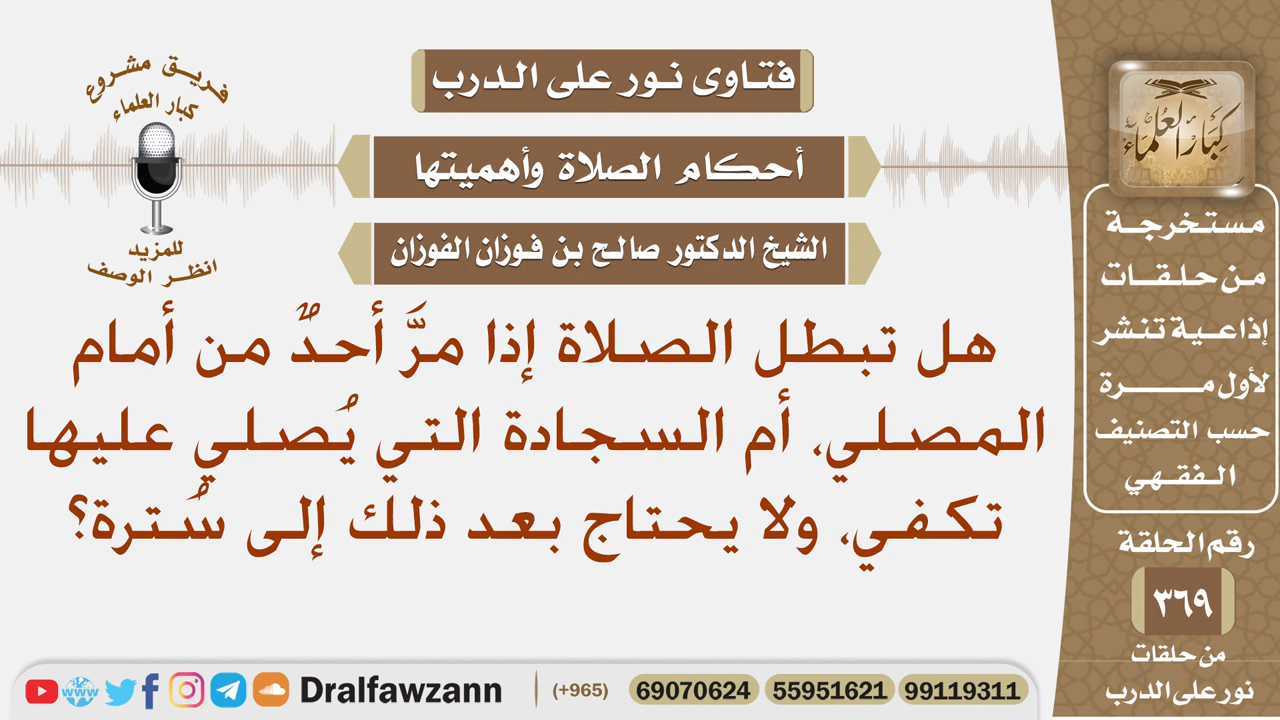 فتاوى نور على الدرب
أحكام الصلاة وأهميتها
الشيخ الدكتور صالح بن فوزان الفوزان
هل تبطل الصلاة إذا مرَّ أحدٌ من أمام
المصلي، أم السجادة التي يُصلي عليها
تكفي، ولا يحتاج بعد ذلك إلى سُترة؟
فريق مشروع
كبار العلماء
للمزيد
انظر الوصف
كبار العلماء
مستخرجة
من حلقات
إذاعية تنشر
لأول مرة
حسب التصنيف
الفقهي
رقم الحلقة
٣٦٩
من حلقات
نور على الدرب
www Dralfawzann (+965) 69070624 55951621 99119311